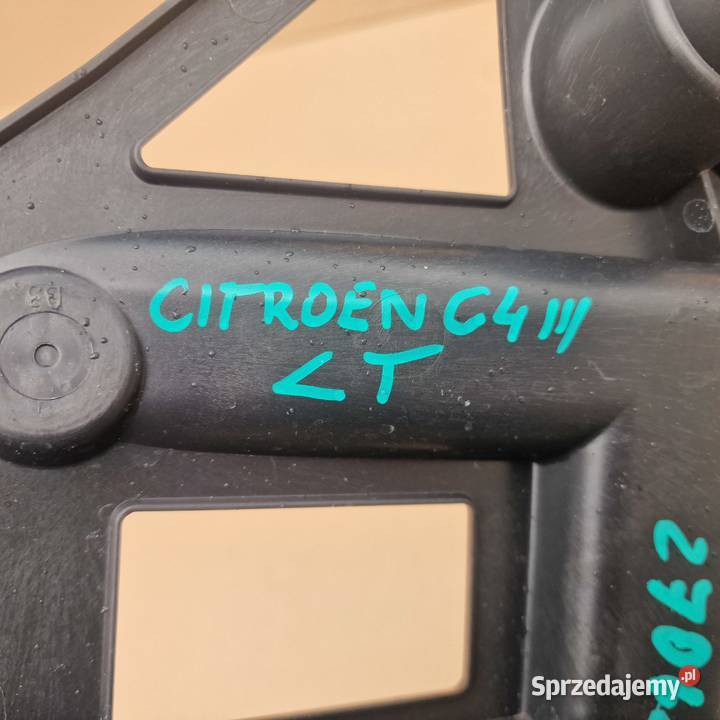 CITROEN C4 III
LT
Sprzedajemy.pl